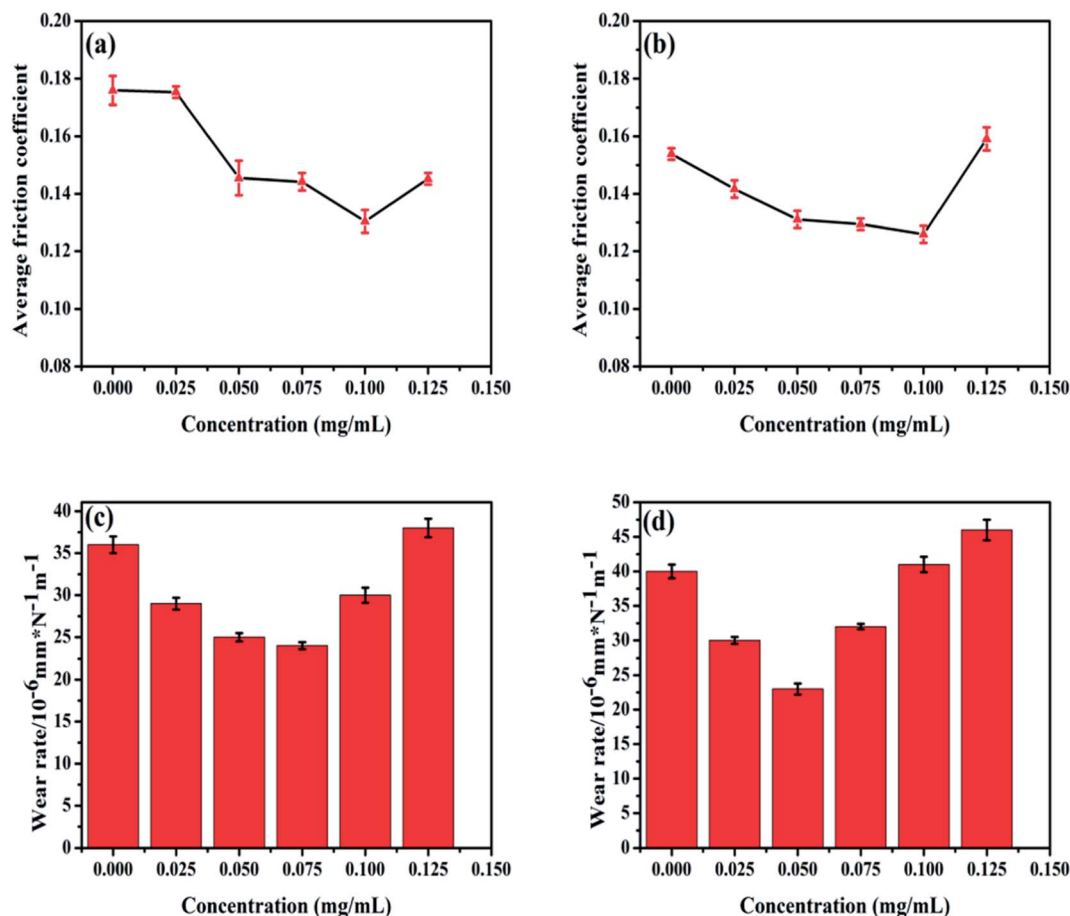 (a)
Average friction coefficient
0.20
0.18
0.16
0.14
0.12
0.10
0.08
0.000 0.025 0.050 0.075 0.100 0.125 0.150
Concentration (mg/mL)
(b)
Average friction coefficient
0.20
0.18
0.16
0.14
0.12
0.10
0.08
0.000 0.025 0.050 0.075 0.100 0.125 0.150
Concentration (mg/mL)
(c)
Wear rate/10⁻⁶mm*N⁻¹m⁻¹
40
35
30
25
20
15
10
5
0
0.000 0.025 0.050 0.075 0.100 0.125 0.150
Concentration (mg/mL)
(d)
Wear rate/10⁻⁶mm*N⁻¹m⁻¹
50
45
40
35
30
25
20
15
10
5
0
0.000 0.025 0.050 0.075 0.100 0.125 0.150
Concentration (mg/mL)